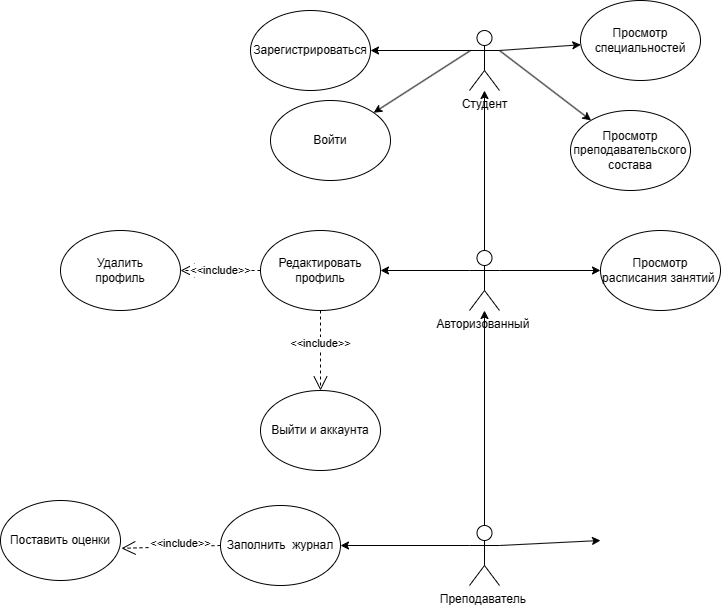 Зарегистрироваться
Просмотр
специальностей
Студент
Войти
Просмотр
преподавательского
состава
Удалить
профиль
<<include>>
Редактировать
профиль
Просмотр
расписания занятий
Авторизованный
<<include>>
Выйти и аккаунта
Поставить оценки
<<include>>
Заполнить журнал
Преподаватель